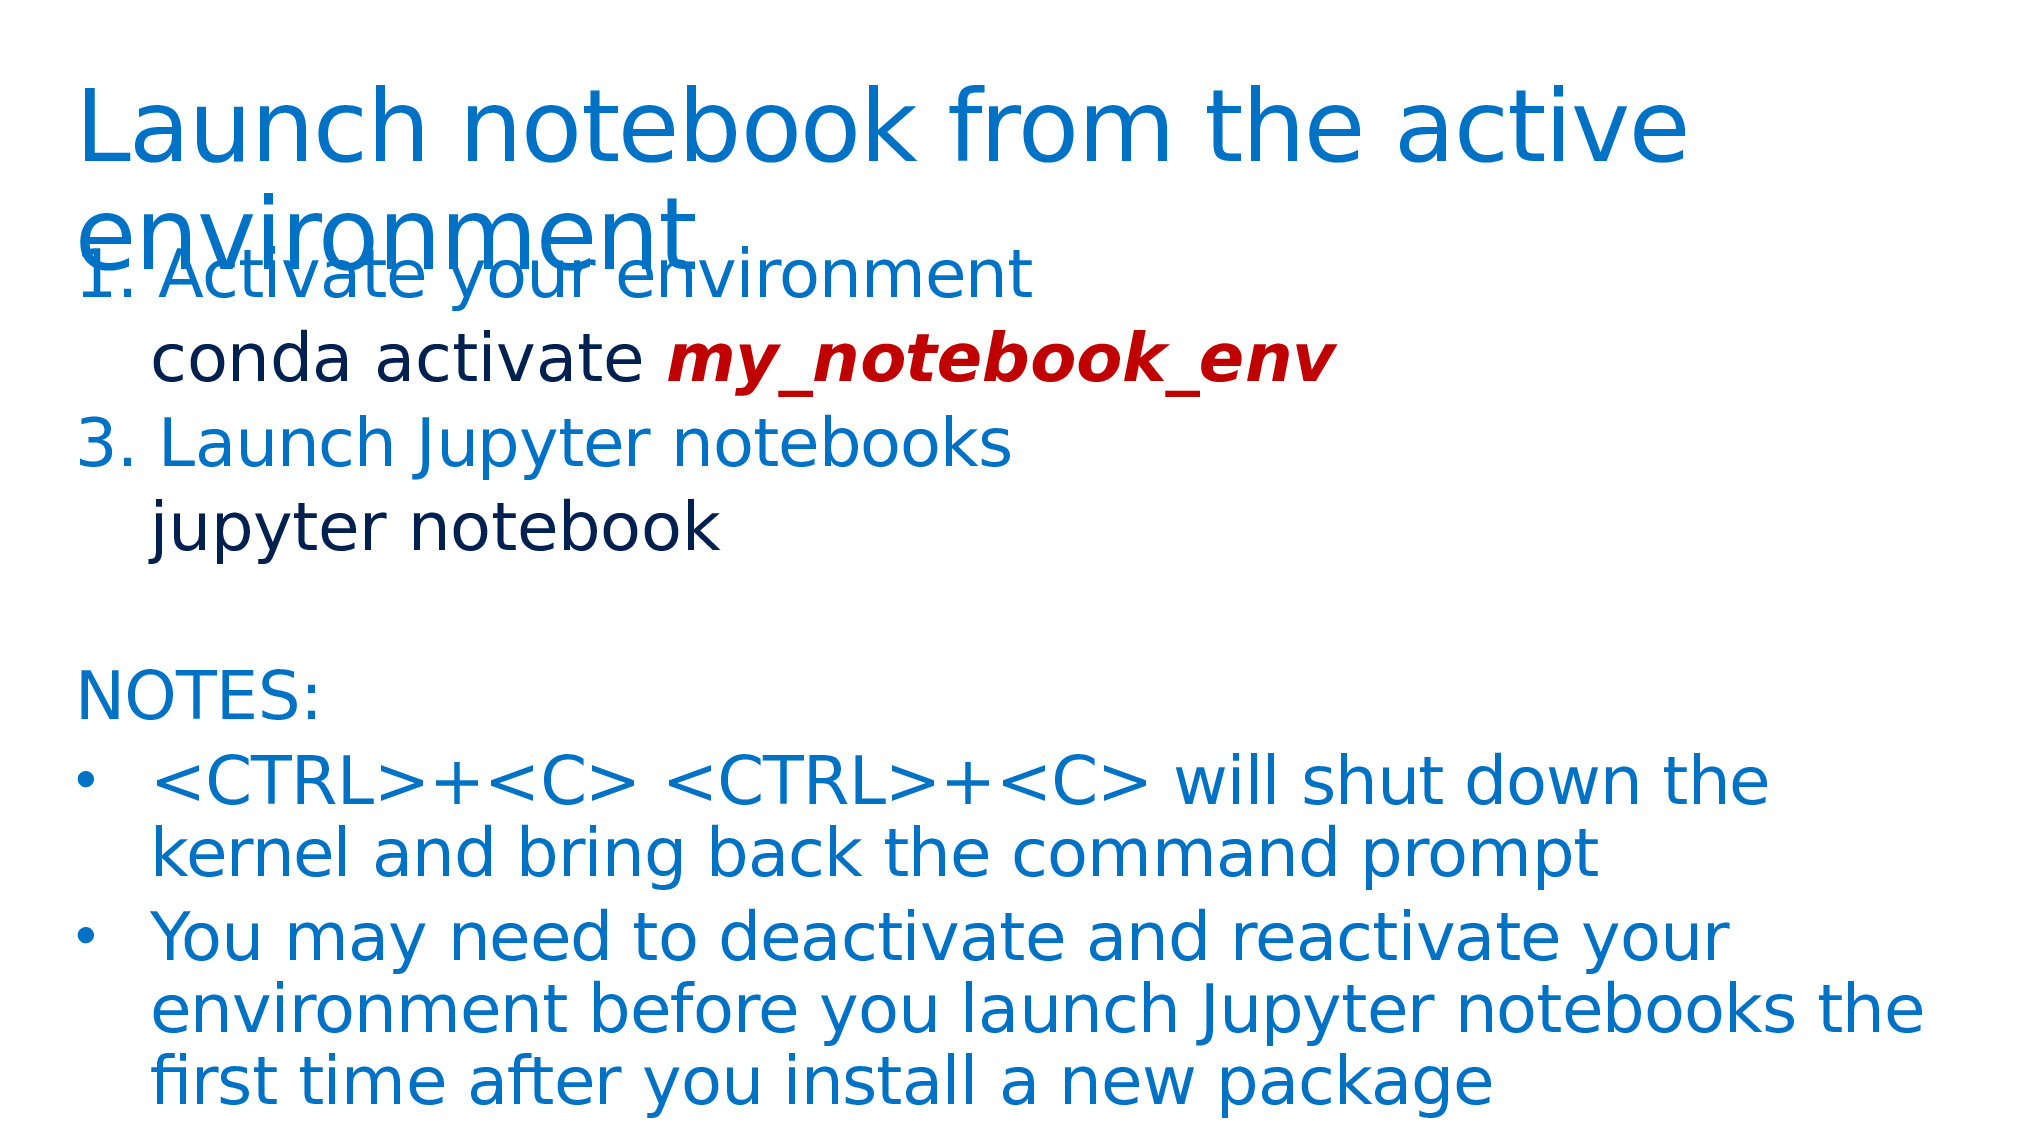 Launch notebook from the active
environment
1. Activate your environment
conda activate my_notebook_env
3. Launch Jupyter notebooks
jupyter notebook
NOTES:
• <CTRL>+<C> <CTRL>+<C> will shut down the
kernel and bring back the command prompt
• You may need to deactivate and reactivate your
environment before you launch Jupyter notebooks the
first time after you install a new package